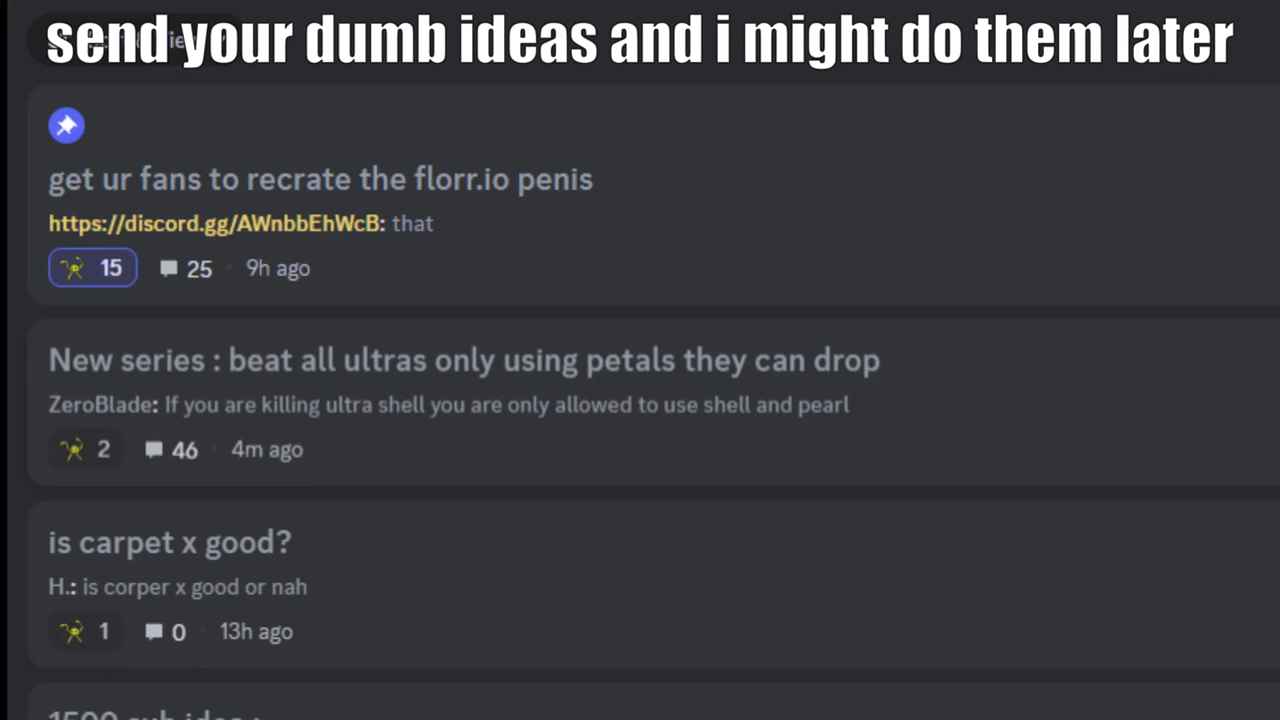 send your dumb ideas and i might do them later
get ur fans to recrate the florr.io penis
https://discord.gg/AWnbbEhWcB: that
15 25 · 9h ago
New series : beat all ultras only using petals they can drop
ZeroBlade: If you are killing ultra shell you are only allowed to use shell and pearl
2 46 · 4m ago
is carpet x good?
H.: is corper x good or nah
1 0 · 13h ago
1500 sub idea :